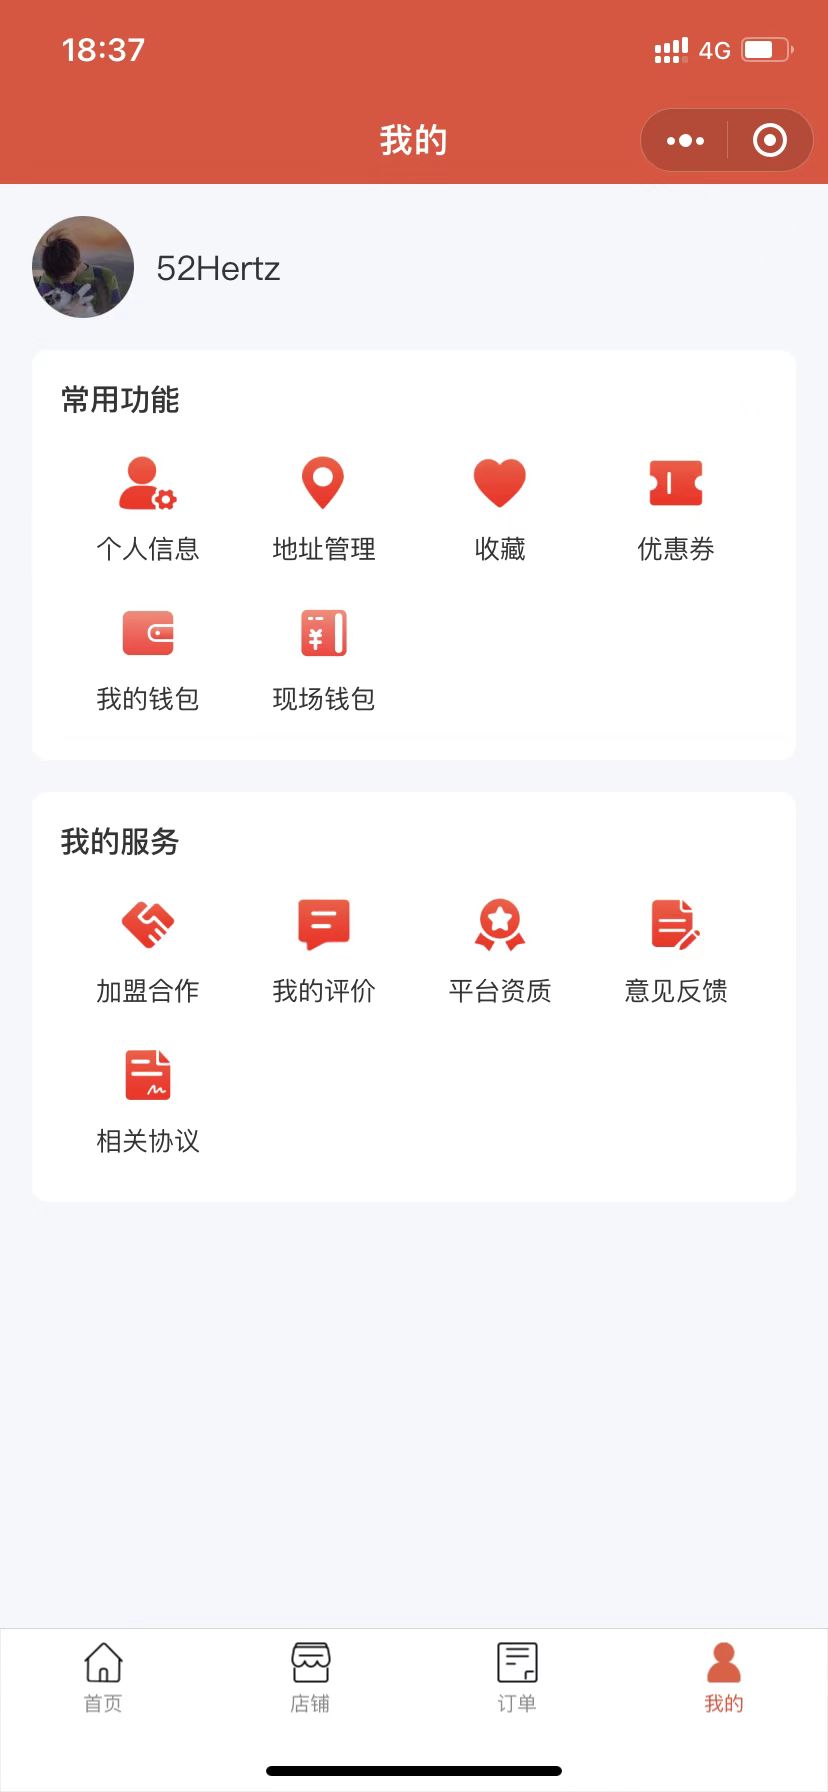 18:37
4G
我的
52Hertz
常用功能
个人信息
地址管理
收藏
优惠券
我的钱包
现场钱包
我的服务
加盟合作
我的评价
平台资质
意见反馈
相关协议
首页
店铺
订单
我的